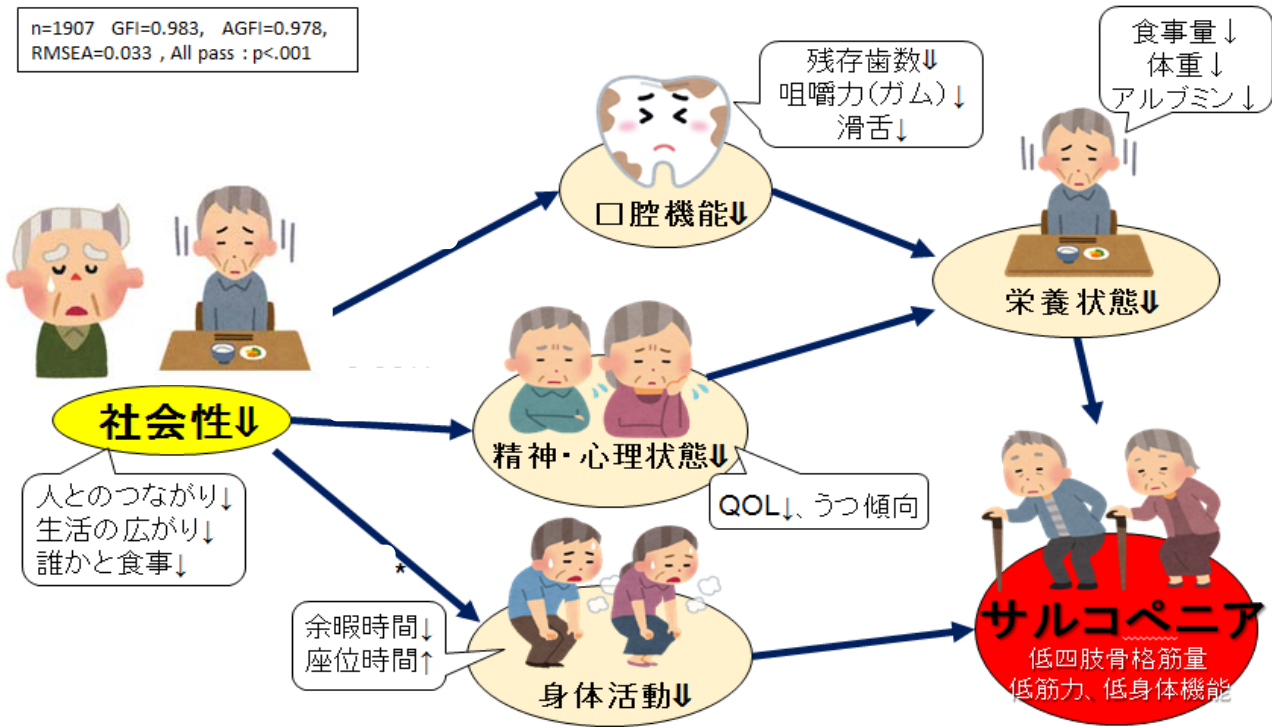 n=1907 GFI=0.983, AGFI=0.978,
RMSEA=0.033 , All pass : p<.001
残存歯数⇓
咀嚼力(ガム)↓
滑舌↓
食事量↓
体重↓
アルブミン↓
口腔機能⇓
栄養状態⇓
社会性⇓
人とのつながり↓
生活の広がり↓
誰かと食事↓
精神・心理状態⇓
QOL↓、うつ傾向
*
余暇時間↓
座位時間↑
身体活動⇓
サルコペニア
低四肢骨格筋量
低筋力、低身体機能